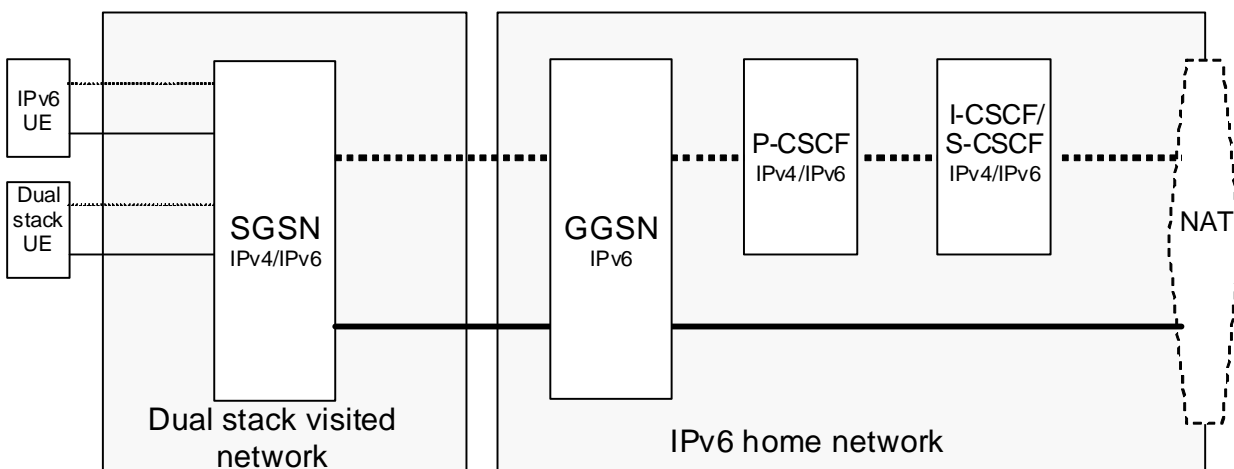 IPv6
UE
Dual
stack
UE
SGSN
IPv4/IPv6
Dual stack visited
network
GGSN
IPv6
P-CSCF
IPv4/IPv6
I-CSCF/
S-CSCF
IPv4/IPv6
NAT
IPv6 home network